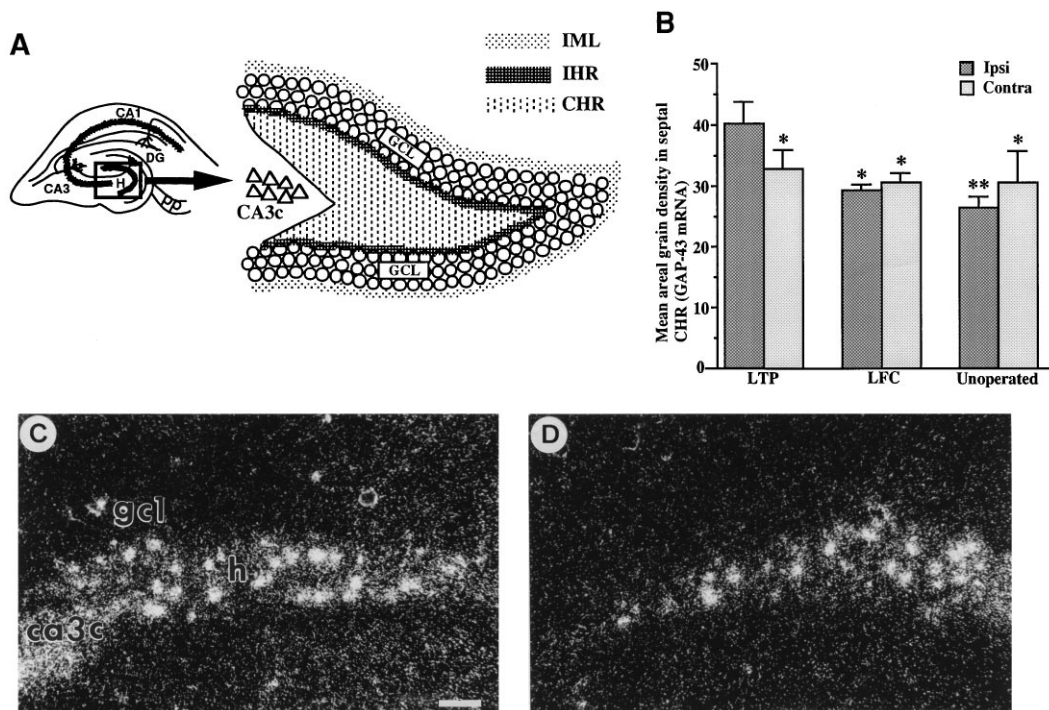 A
CA1
DG
CA3
H
pp
CA3c
GCL
GCL
IML
IHR
CHR
B
Mean areal grain density in septal
CHR (GAP-43 mRNA)
50
40
30
20
10
0
Ipsi
Contra
*
*
*
**
*
LTP
LFC
Unoperated
C
gcl
h
ca3c
D